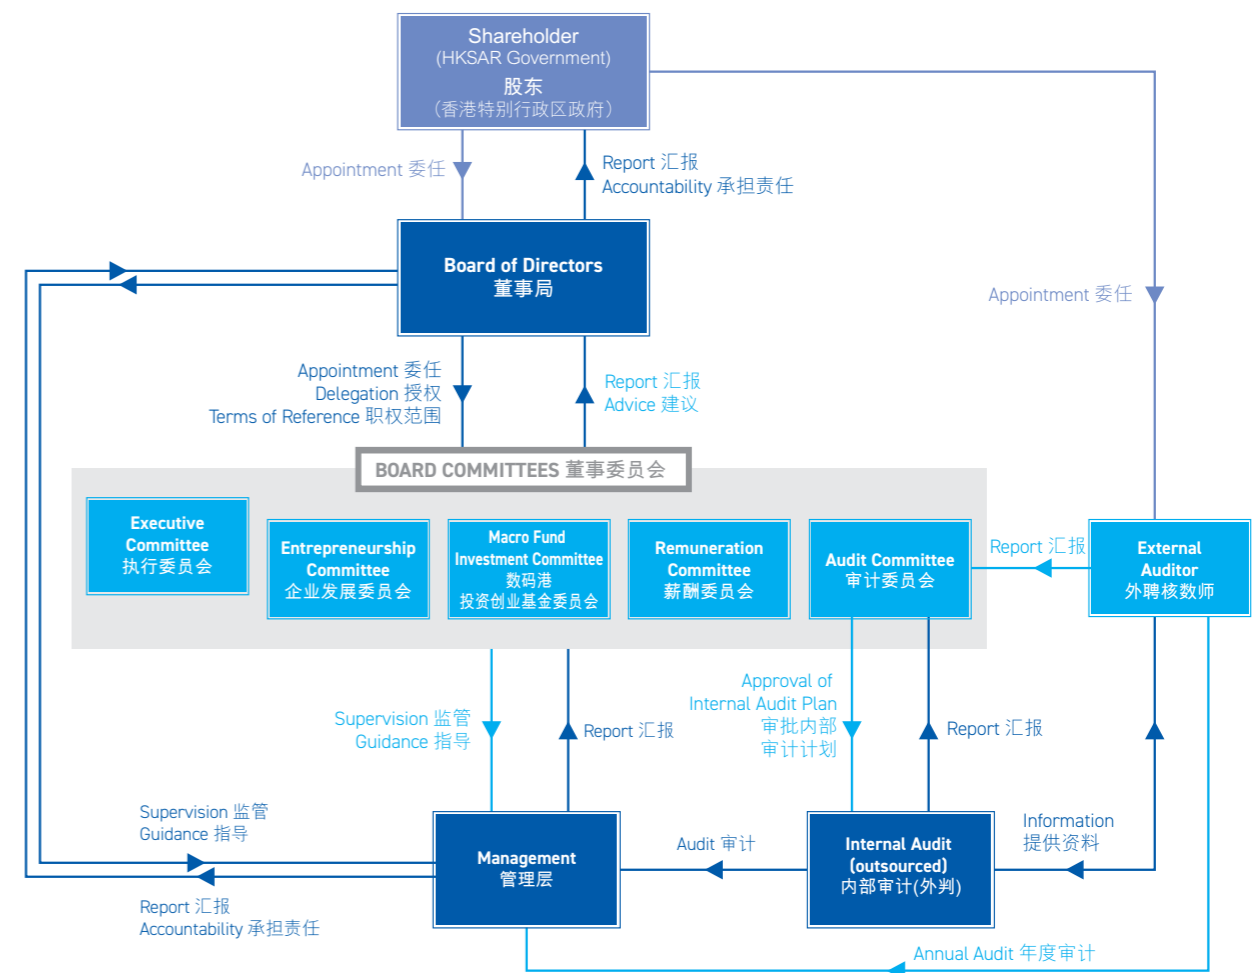 Shareholder
(HKSAR Government)
股东
(香港特别行政区政府)
Appointment 委任
Report 汇报
Accountability 承担责任
Board of Directors
董事局
Appointment 委任
Appointment 委任
Delegation 授权
Terms of Reference 职权范围
Report 汇报
Advice 建议
BOARD COMMITTEES 董事委员会
Executive
Committee
执行委员会
Entrepreneurship
Committee
企业发展委员会
Macro Fund
Investment Committee
数码港
投资创业基金委员会
Remuneration
Committee
薪酬委员会
Audit Committee
审计委员会
Report 汇报
External
Auditor
外聘核数师
Supervision 监管
Guidance 指导
Report 汇报
Approval of
Internal Audit Plan
审批内部
审计计划
Report 汇报
Supervision 监管
Guidance 指导
Management
管理层
Audit 审计
Internal Audit
(outsourced)
内部审计(外判)
Information
提供资料
Report 汇报
Accountability 承担责任
Annual Audit 年度审计